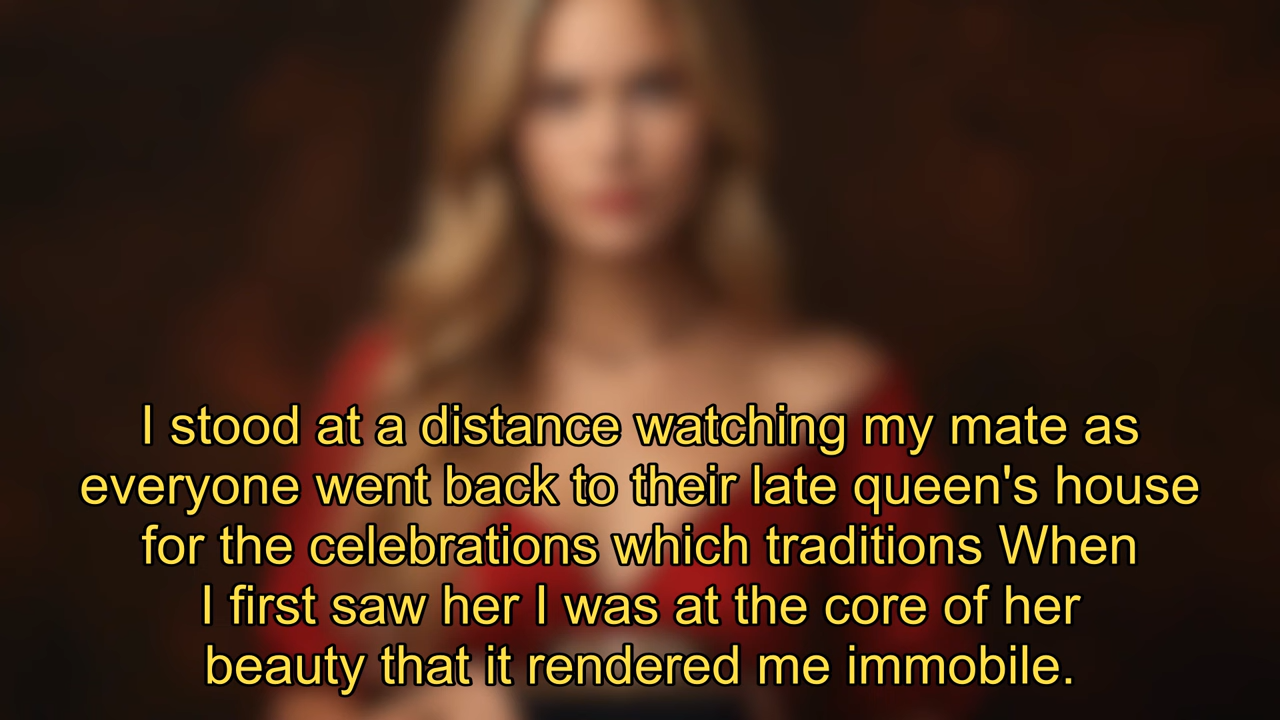 I stood at a distance watching my mate as
everyone went back to their late queen's house
for the celebrations which traditions When
I first saw her I was at the core of her
beauty that it rendered me immobile.